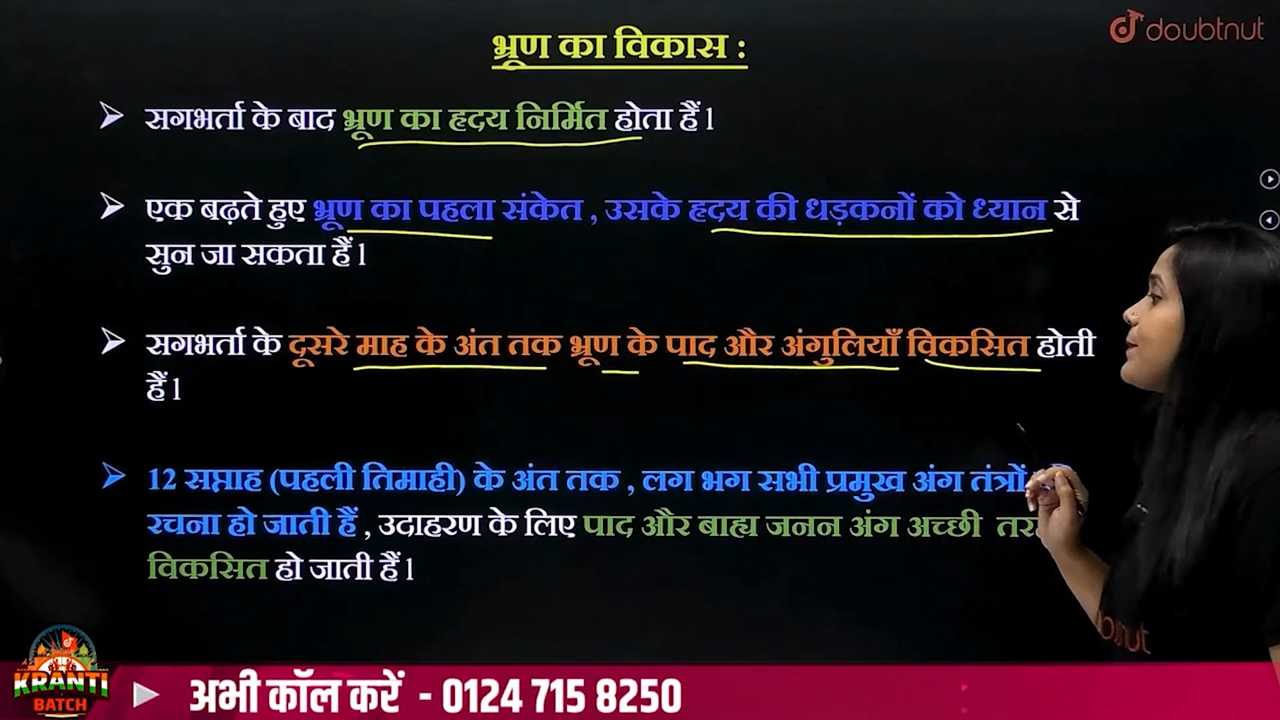 भ्रूण का विकास :
doubtnut
सगभर्ता के बाद भ्रूण का हृदय निर्मित होता हैं l
एक बढ़ते हुए भ्रूण का पहला संकेत , उसके हृदय की धड़कनों को ध्यान से
सुन जा सकता हैं l
सगभर्ता के दूसरे माह के अंत तक भ्रूण के पाद और अंगुलियाँ विकसित होती
हैं l
12 सप्ताह (पहली तिमाही) के अंत तक , लग भग सभी प्रमुख अंग तंत्रों
रचना हो जाती हैं , उदाहरण के लिए पाद और बाह्य जनन अंग अच्छी
विकसित हो जाती हैं l
KRANTI
BATCH
अभी कॉल करें - 0124 715 8250